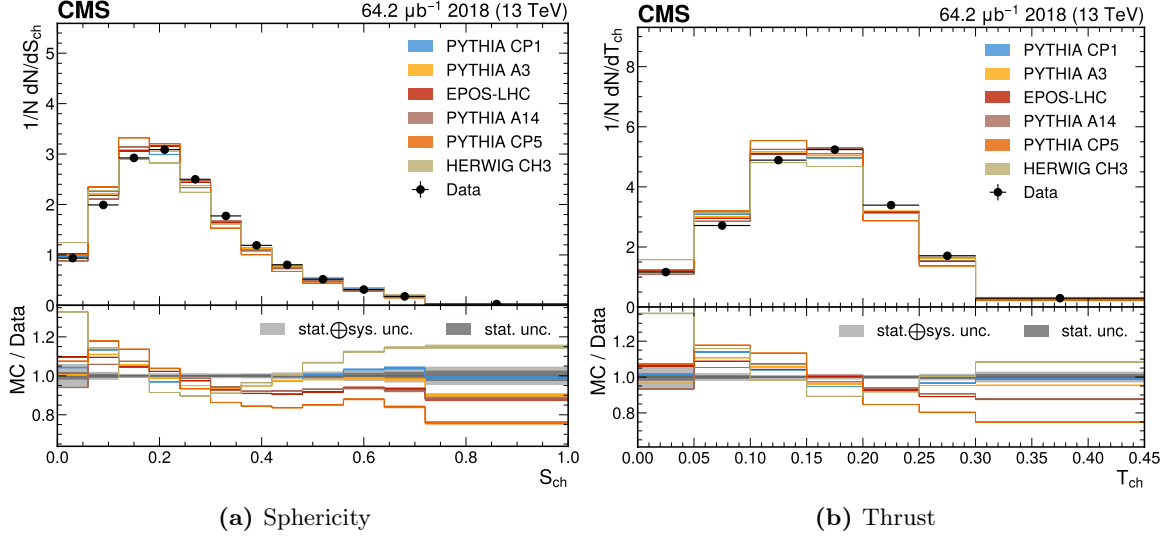 CMS
64.2 μb⁻¹ 2018 (13 TeV)
1/N dN/dS_ch
5
4
3
2
1
0
PYTHIA CP1
PYTHIA A3
EPOS-LHC
PYTHIA A14
PYTHIA CP5
HERWIG CH3
Data
MC / Data
1.2
1.0
0.8
stat.⊕sys. unc.
stat. unc.
0.0 0.2 0.4 0.6 0.8 1.0
S_ch
(a) Sphericity
CMS
64.2 μb⁻¹ 2018 (13 TeV)
1/N dN/dT_ch
8
6
4
2
0
PYTHIA CP1
PYTHIA A3
EPOS-LHC
PYTHIA A14
PYTHIA CP5
HERWIG CH3
Data
MC / Data
1.2
1.0
0.8
stat.⊕sys. unc.
stat. unc.
0.00 0.05 0.10 0.15 0.20 0.25 0.30 0.35 0.40 0.45
T_ch
(b) Thrust